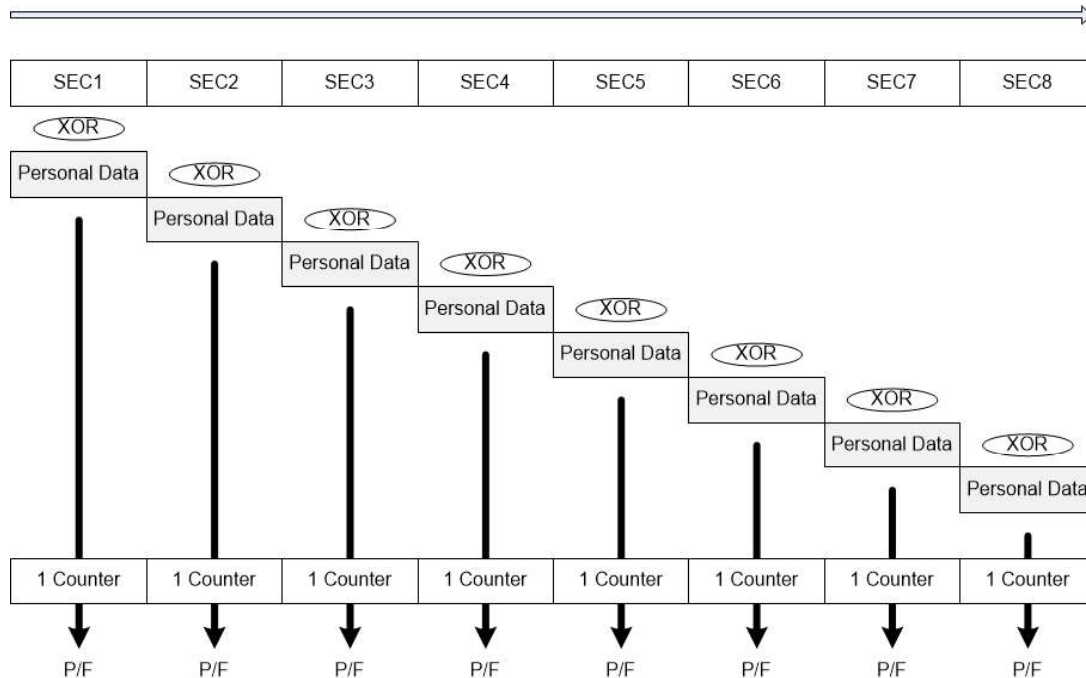 SEC1 SEC2 SEC3 SEC4 SEC5 SEC6 SEC7 SEC8
XOR
Personal Data XOR
Personal Data XOR
Personal Data XOR
Personal Data XOR
Personal Data XOR
Personal Data XOR
Personal Data XOR
Personal Data
1 Counter 1 Counter 1 Counter 1 Counter 1 Counter 1 Counter 1 Counter 1 Counter
P/F P/F P/F P/F P/F P/F P/F P/F